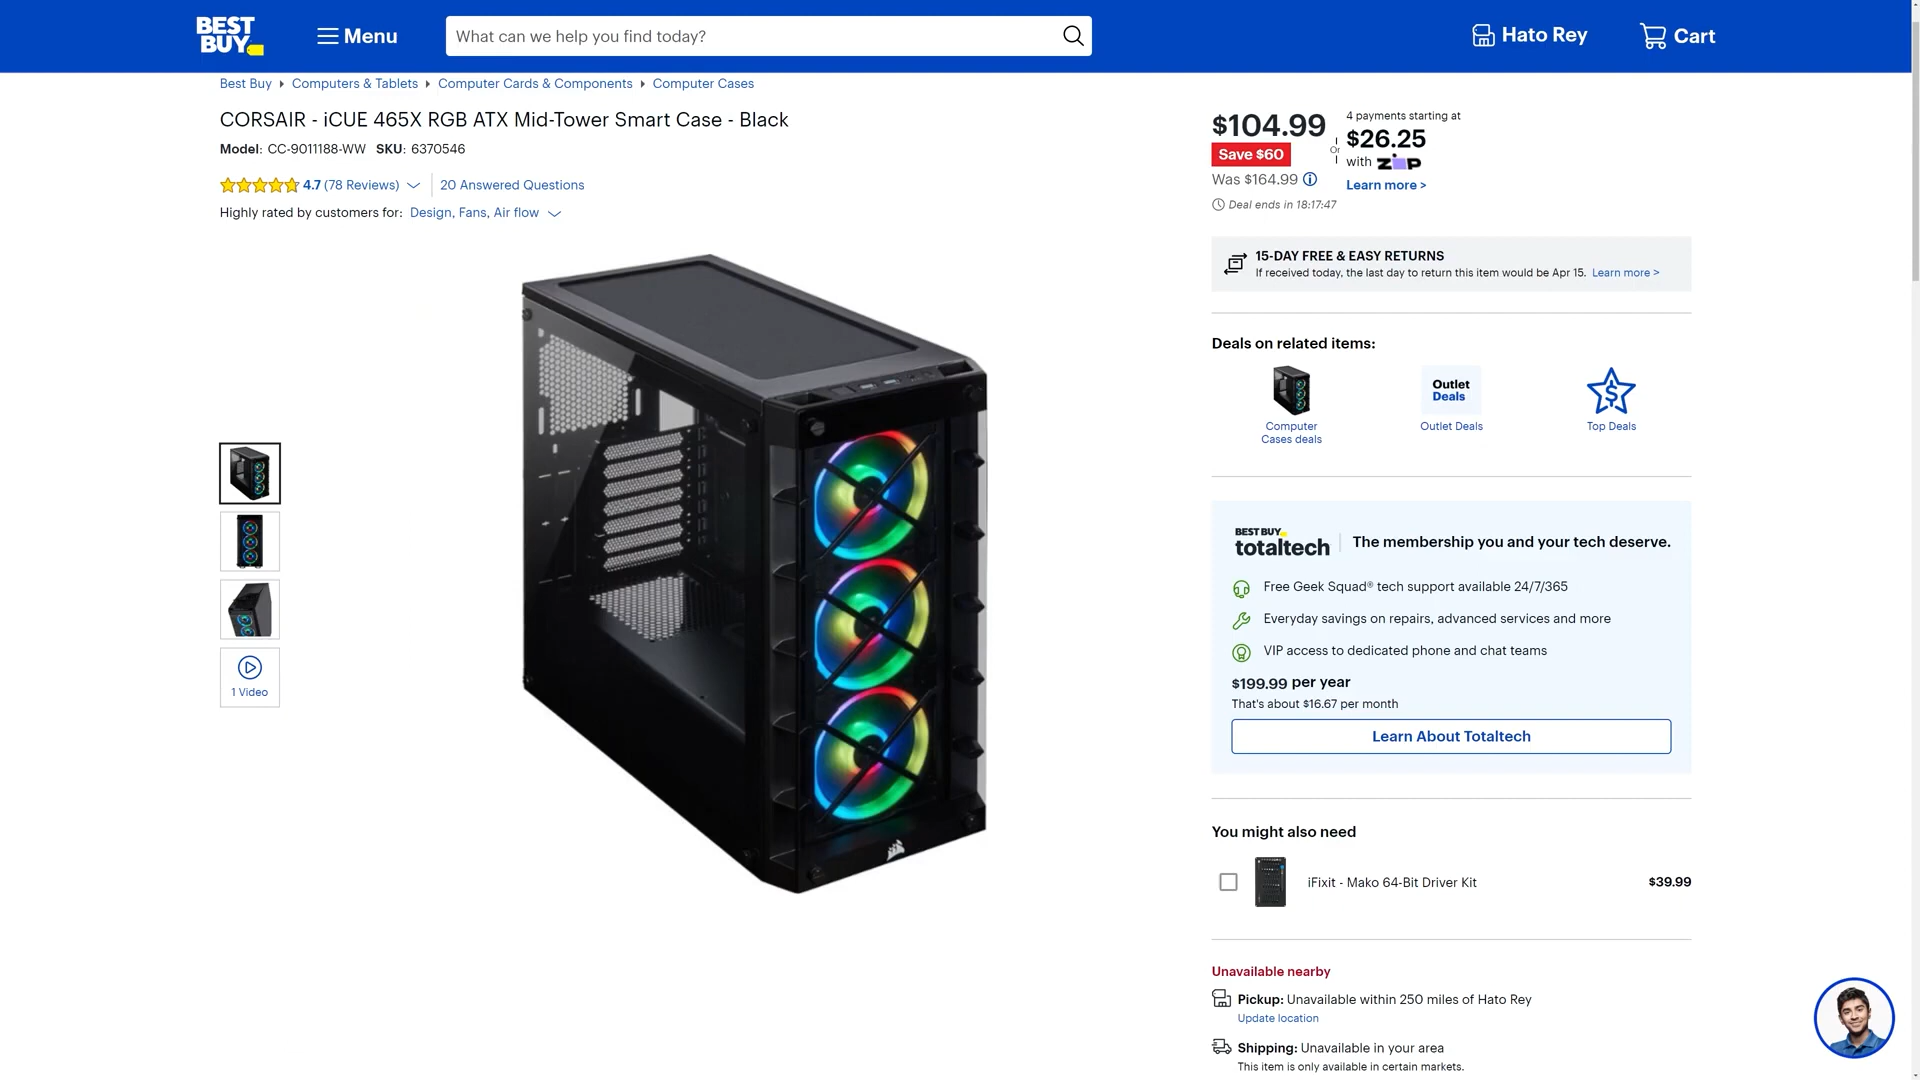 BEST BUY
Menu
What can we help you find today?
Hato Rey
Cart
Best Buy
Computers & Tablets
Computer Cards & Components
Computer Cases
CORSAIR - iCUE 465X RGB ATX Mid-Tower Smart Case - Black
Model: CC-9011188-WW SKU: 6370546
4.7 (78 Reviews)
20 Answered Questions
Highly rated by customers for: Design, Fans, Air flow
1 Video
$104.99
Save $60
Was $164.99
Deal ends in 18:17:47
Or
4 payments starting at
$26.25
with ZIP
Learn more >
15-DAY FREE & EASY RETURNS
If received today, the last day to return this item would be Apr 15. Learn more >
Deals on related items:
Computer
Cases deals
Outlet
Deals
Outlet Deals
$
Top Deals
BEST BUY
totaltech
The membership you and your tech deserve.
Free Geek Squad® tech support available 24/7/365
Everyday savings on repairs, advanced services and more
VIP access to dedicated phone and chat teams
$199.99 per year
That's about $16.67 per month
Learn About Totaltech
You might also need
iFixit - Mako 64-Bit Driver Kit
$39.99
Unavailable nearby
Pickup: Unavailable within 250 miles of Hato Rey
Update location
Shipping: Unavailable in your area
This item is only available in certain markets.